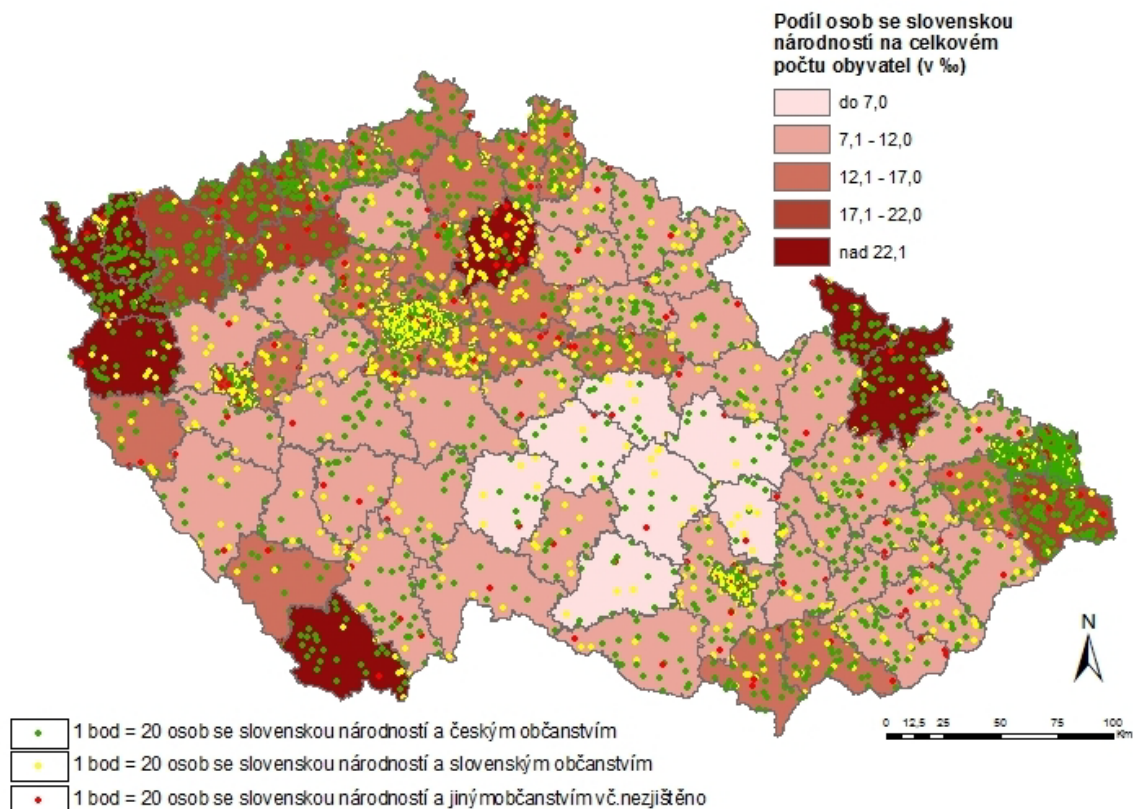 Podíl osob se slovenskou
národností na celkovém
počtu obyvatel (v ‰)
do 7,0
7,1 - 12,0
12,1 - 17,0
17,1 - 22,0
nad 22,1
N
0 12,5 25 50 75 100
Km
1 bod = 20 osob se slovenskou národností a českým občanstvím
1 bod = 20 osob se slovenskou národností a slovenským občanstvím
1 bod = 20 osob se slovenskou národností a jinýmobčanstvím vč.nezjištěno